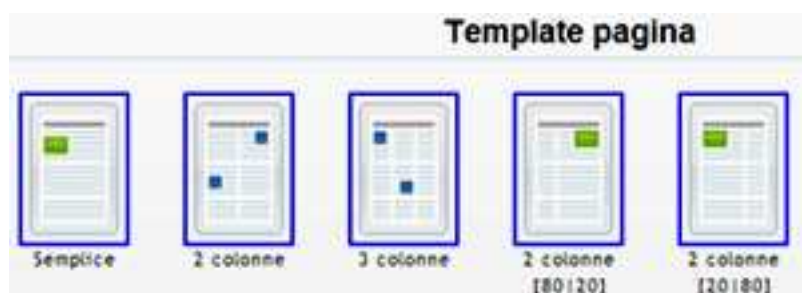 Template pagina
Semplice
2 colonne
3 colonne
2 colonne
[80|20]
2 colonne
[20|80]